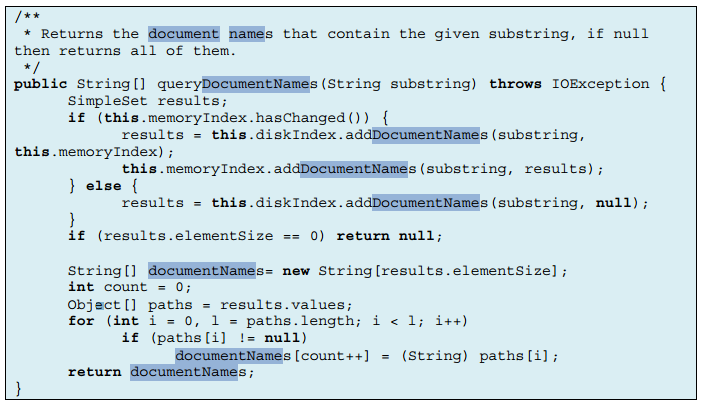 /**
 * Returns the document names that contain the given substring, if null
then returns all of them.
 */
public String[] queryDocumentNames(String substring) throws IOException {
SimpleSet results;
if (this.memoryIndex.hasChanged()) {
results = this.diskIndex.addDocumentNames(substring,
this.memoryIndex);
this.memoryIndex.addDocumentNames(substring, results);
} else {
results = this.diskIndex.addDocumentNames(substring, null);
}
if (results.elementSize == 0) return null;
String[] documentNames= new String[results.elementSize];
int count = 0;
Object[] paths = results.values;
for (int i = 0, l = paths.length; i < l; i++)
if (paths[i] != null)
documentNames[count++] = (String) paths[i];
return documentNames;
}